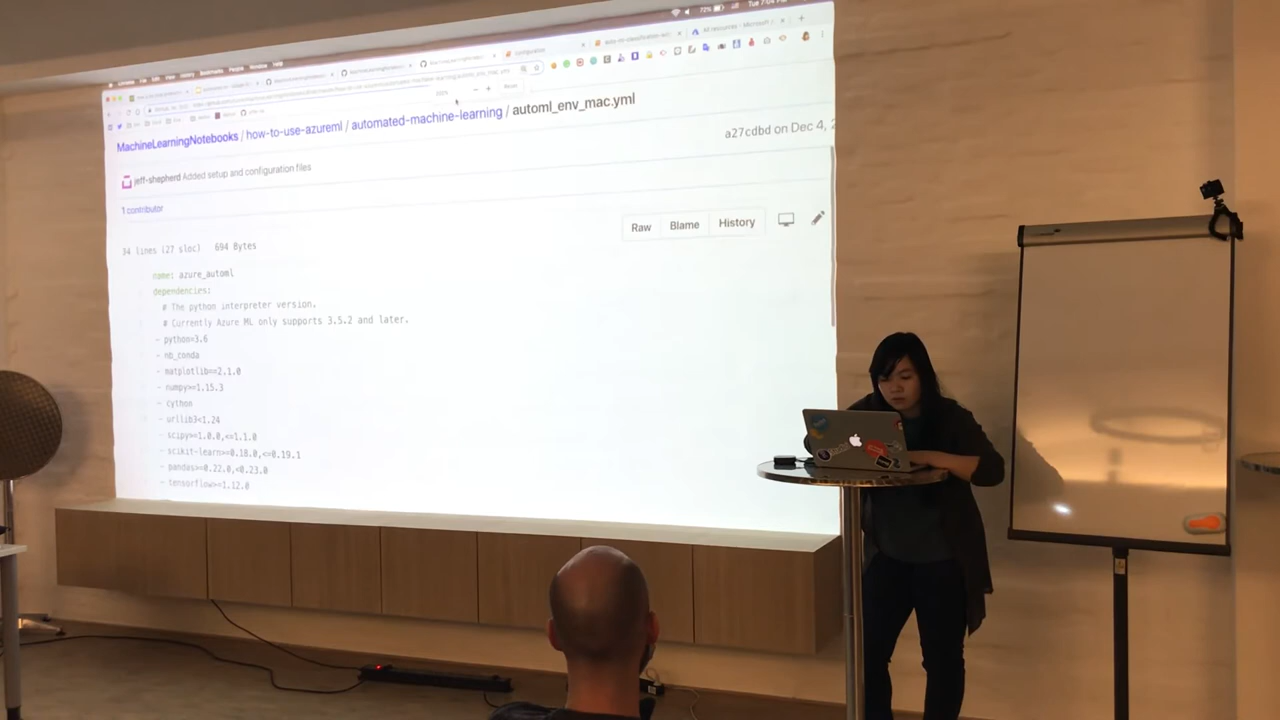 72% Tue 7:04
MachineLearningNotebooks / how-to-use-azureml / automated-machine-learning / automl_env_mac.yml
a27cdbd on Dec 4,
jeff-shepherd Added setup and configuration files
1 contributor
Raw Blame History
34 lines (27 sloc) 694 Bytes
name: azure_automl
dependencies:
# The python interpreter version.
# Currently Azure ML only supports 3.5.2 and later.
- python=3.6
- nb_conda
- matplotlib==2.1.0
- numpy>=1.15.3
- cython
- urllib3<1.24
- scipy>=1.0.0,<=1.1.0
- scikit-learn>=0.18.0,<=0.19.1
- pandas>=0.22.0,<0.23.0
- tensorflow>=1.12.0